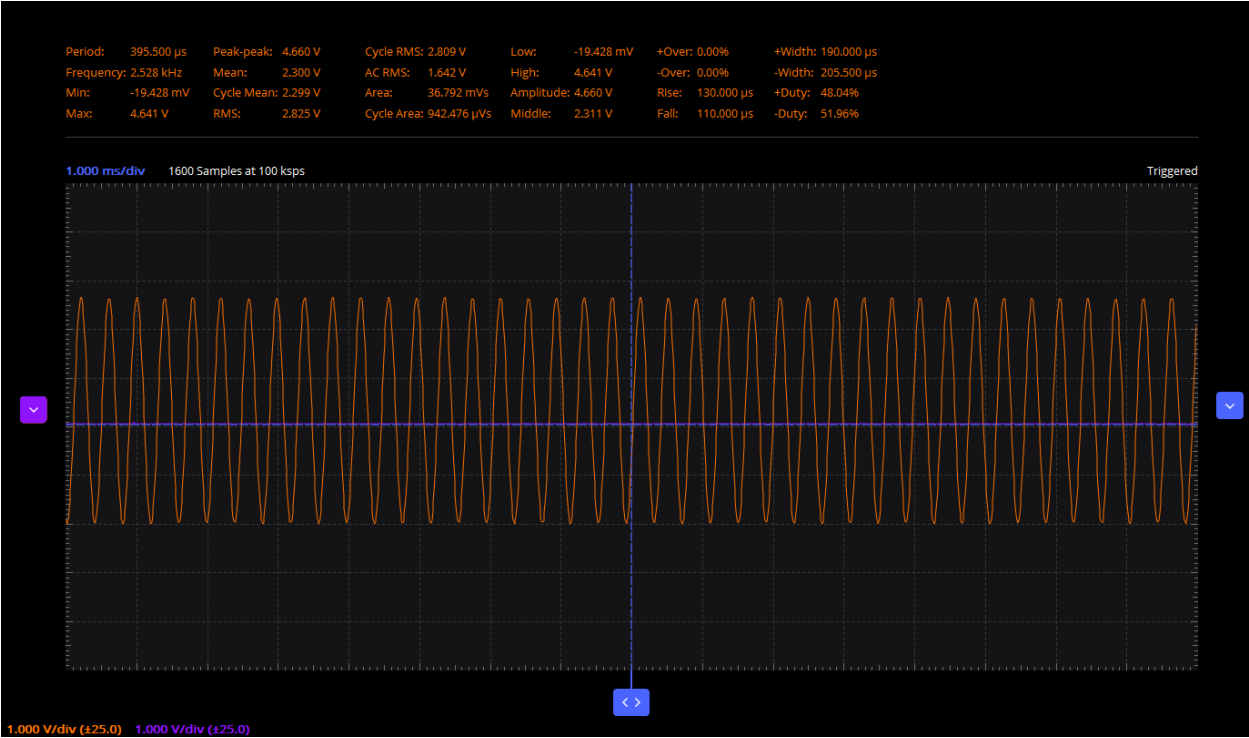 Period: 395.500 µs Peak-peak: 4.660 V Cycle RMS: 2.809 V Low: -19.428 mV +Over: 0.00% +Width: 190.000 µs
Frequency: 2.528 kHz Mean: 2.300 V AC RMS: 1.642 V High: 4.641 V -Over: 0.00% -Width: 205.500 µs
Min: -19.428 mV Cycle Mean: 2.299 V Area: 36.792 mVs Amplitude: 4.660 V Rise: 130.000 µs +Duty: 48.04%
Max: 4.641 V RMS: 2.825 V Cycle Area: 942.476 µVs Middle: 2.311 V Fall: 110.000 µs -Duty: 51.96%
1.000 ms/div 1600 Samples at 100 ksps Triggered
1.000 V/div (±25.0) 1.000 V/div (±25.0)